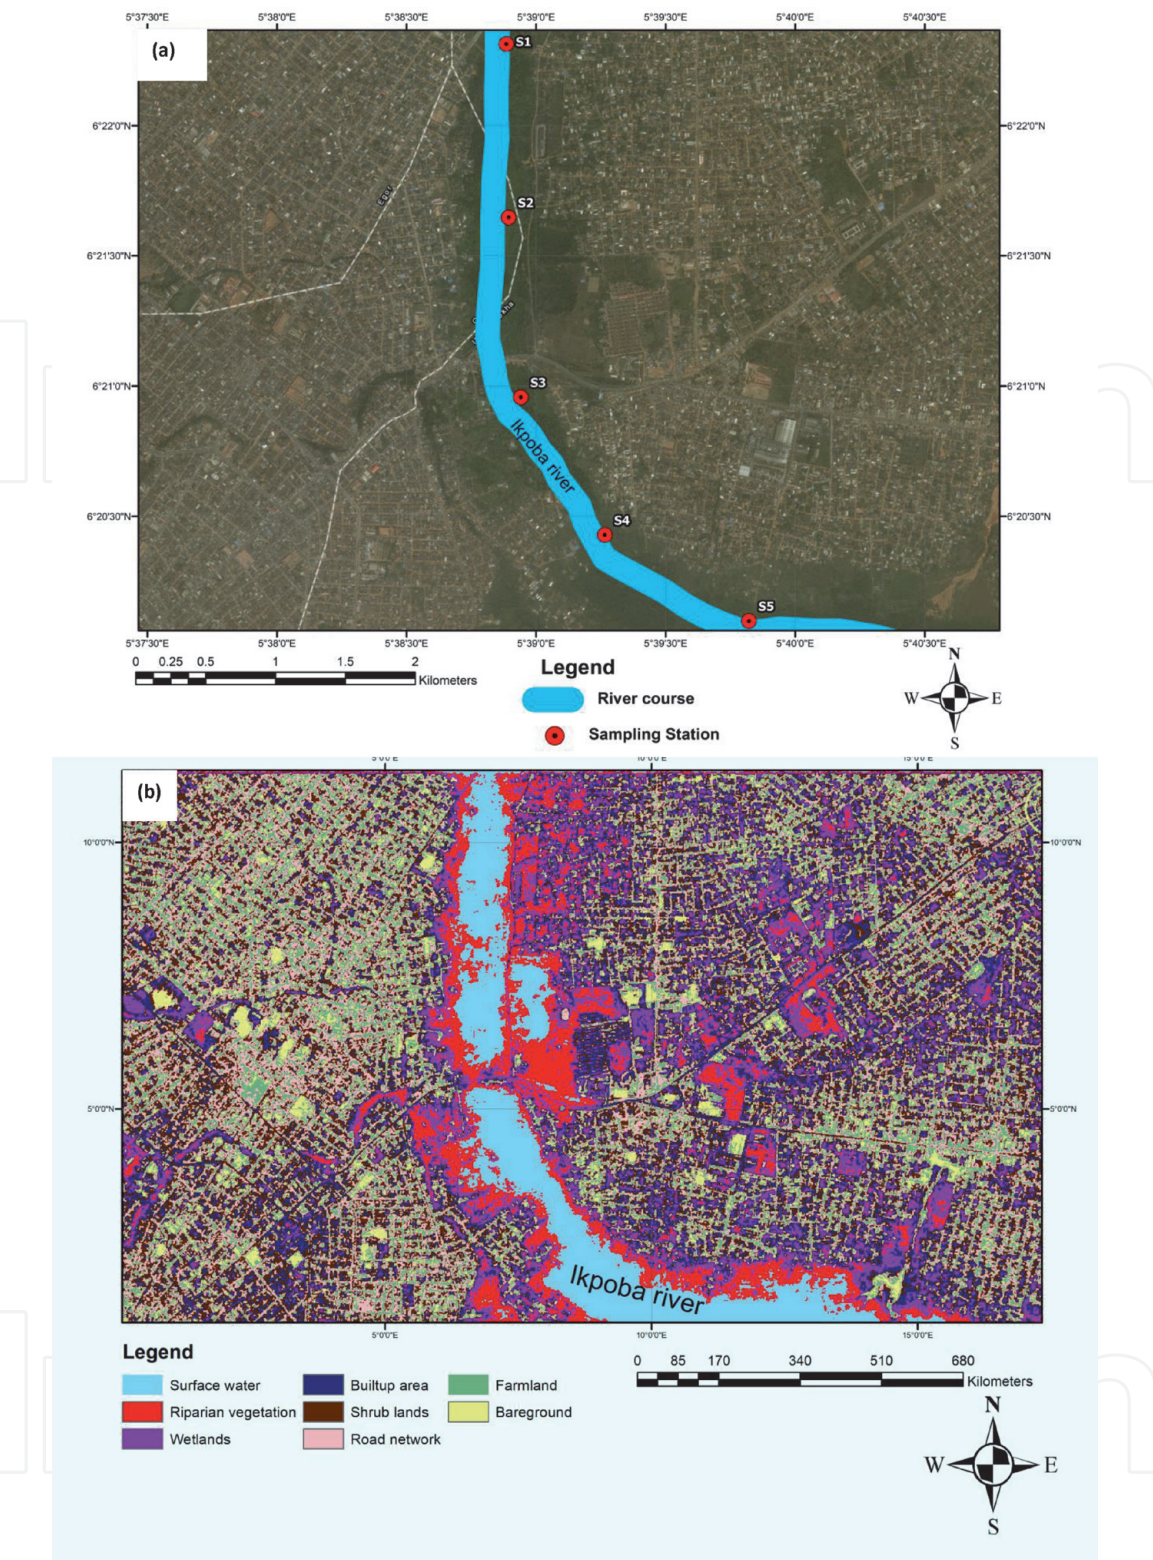 5°37'30"E 5°38'0"E 5°38'30"E 5°39'0"E 5°39'30"E 5°40'0"E 5°40'30"E
(a)
S1
6°22'0"N 6°22'0"N
S2
6°21'30"N 6°21'30"N
6°21'0"N 6°21'0"N
S3
Ikpoba river
6°20'30"N 6°20'30"N
S4
S5
5°37'30"E 5°38'0"E 5°38'30"E 5°39'0"E 5°39'30"E 5°40'0"E 5°40'30"E
0 0.25 0.5 1 1.5 2
Kilometers
Legend
River course
Sampling Station
N
W E
S
5°0'0"E 10°0'0"E 15°0'0"E
(b)
10°0'0"N 10°0'0"N
5°0'0"N 5°0'0"N
Ikpoba river
5°0'0"E 10°0'0"E 15°0'0"E
Legend
Surface water Builtup area Farmland
Riparian vegetation Shrub lands Bareground
Wetlands Road network
0 85 170 340 510 680
Kilometers
N
W E
S